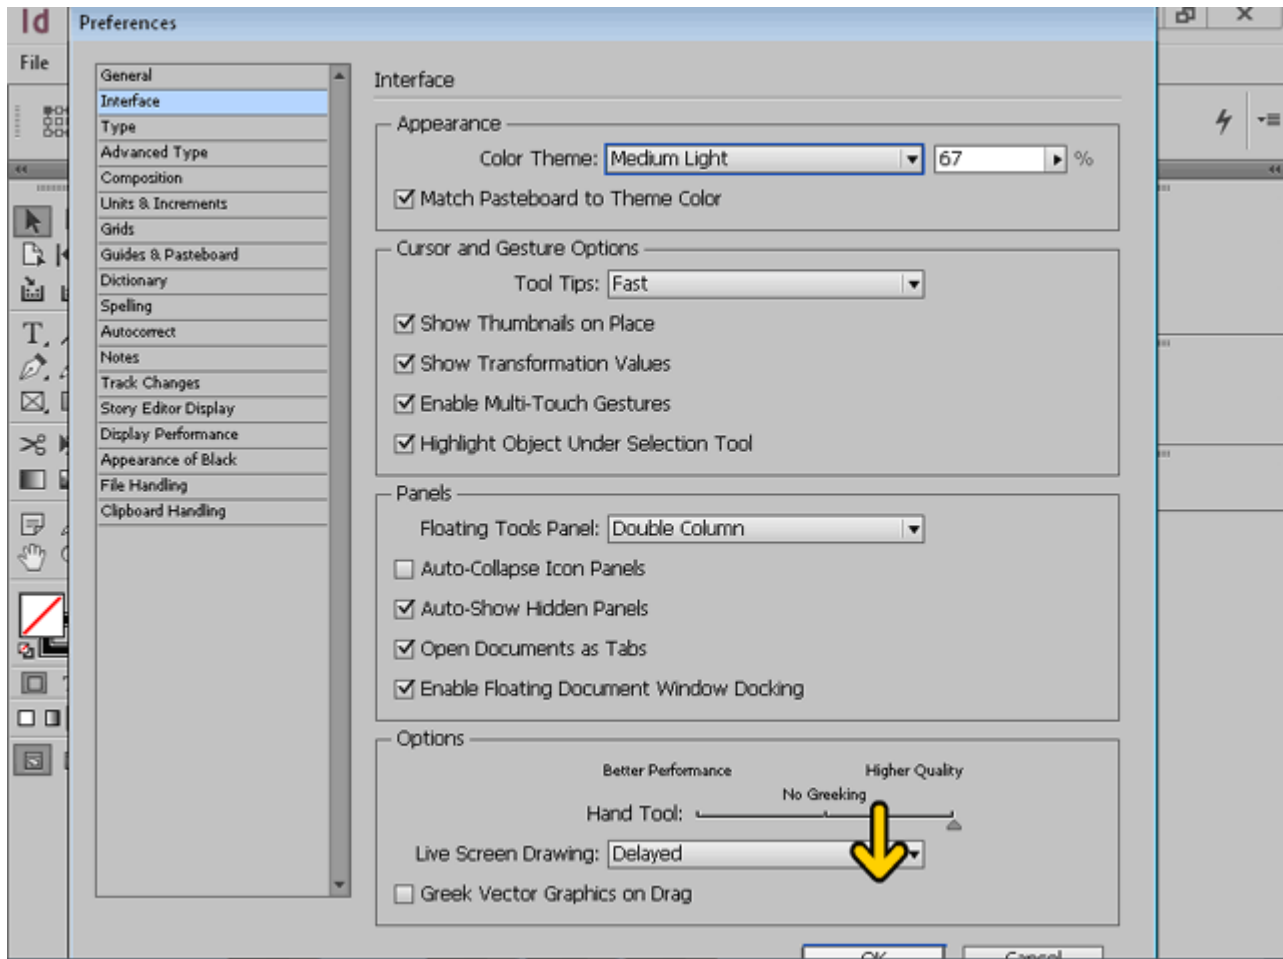 Id
Preferences
File
General
Interface
Type
Advanced Type
Composition
Units & Increments
Grids
Guides & Pasteboard
Dictionary
Spelling
Autocorrect
Notes
Track Changes
Story Editor Display
Display Performance
Appearance of Black
File Handling
Clipboard Handling
Interface
Appearance
Color Theme: Medium Light 67 %
Match Pasteboard to Theme Color
Cursor and Gesture Options
Tool Tips: Fast
Show Thumbnails on Place
Show Transformation Values
Enable Multi-Touch Gestures
Highlight Object Under Selection Tool
Panels
Floating Tools Panel: Double Column
Auto-Collapse Icon Panels
Auto-Show Hidden Panels
Open Documents as Tabs
Enable Floating Document Window Docking
Options
Better Performance Higher Quality
No Greeking
Hand Tool:
Live Screen Drawing: Delayed
Greek Vector Graphics on Drag
OK Cancel